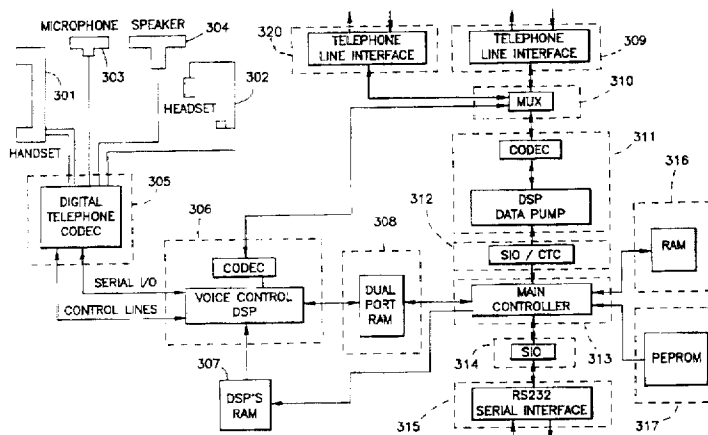 MICROPHONE
SPEAKER
304
303
301
302
HEADSET
HANDSET
320
TELEPHONE
LINE INTERFACE
TELEPHONE
LINE INTERFACE
309
MUX
310
CODEC
311
DSP
DATA PUMP
312
SIO / CTC
316
RAM
305
DIGITAL
TELEPHONE
CODEC
306
308
CODEC
SERIAL I/O
CONTROL LINES
VOICE CONTROL
DSP
DUAL
PORT
RAM
MAIN
CONTROLLER
313
314
SIO
PEPROM
317
307
DSP'S
RAM
315
RS232
SERIAL INTERFACE